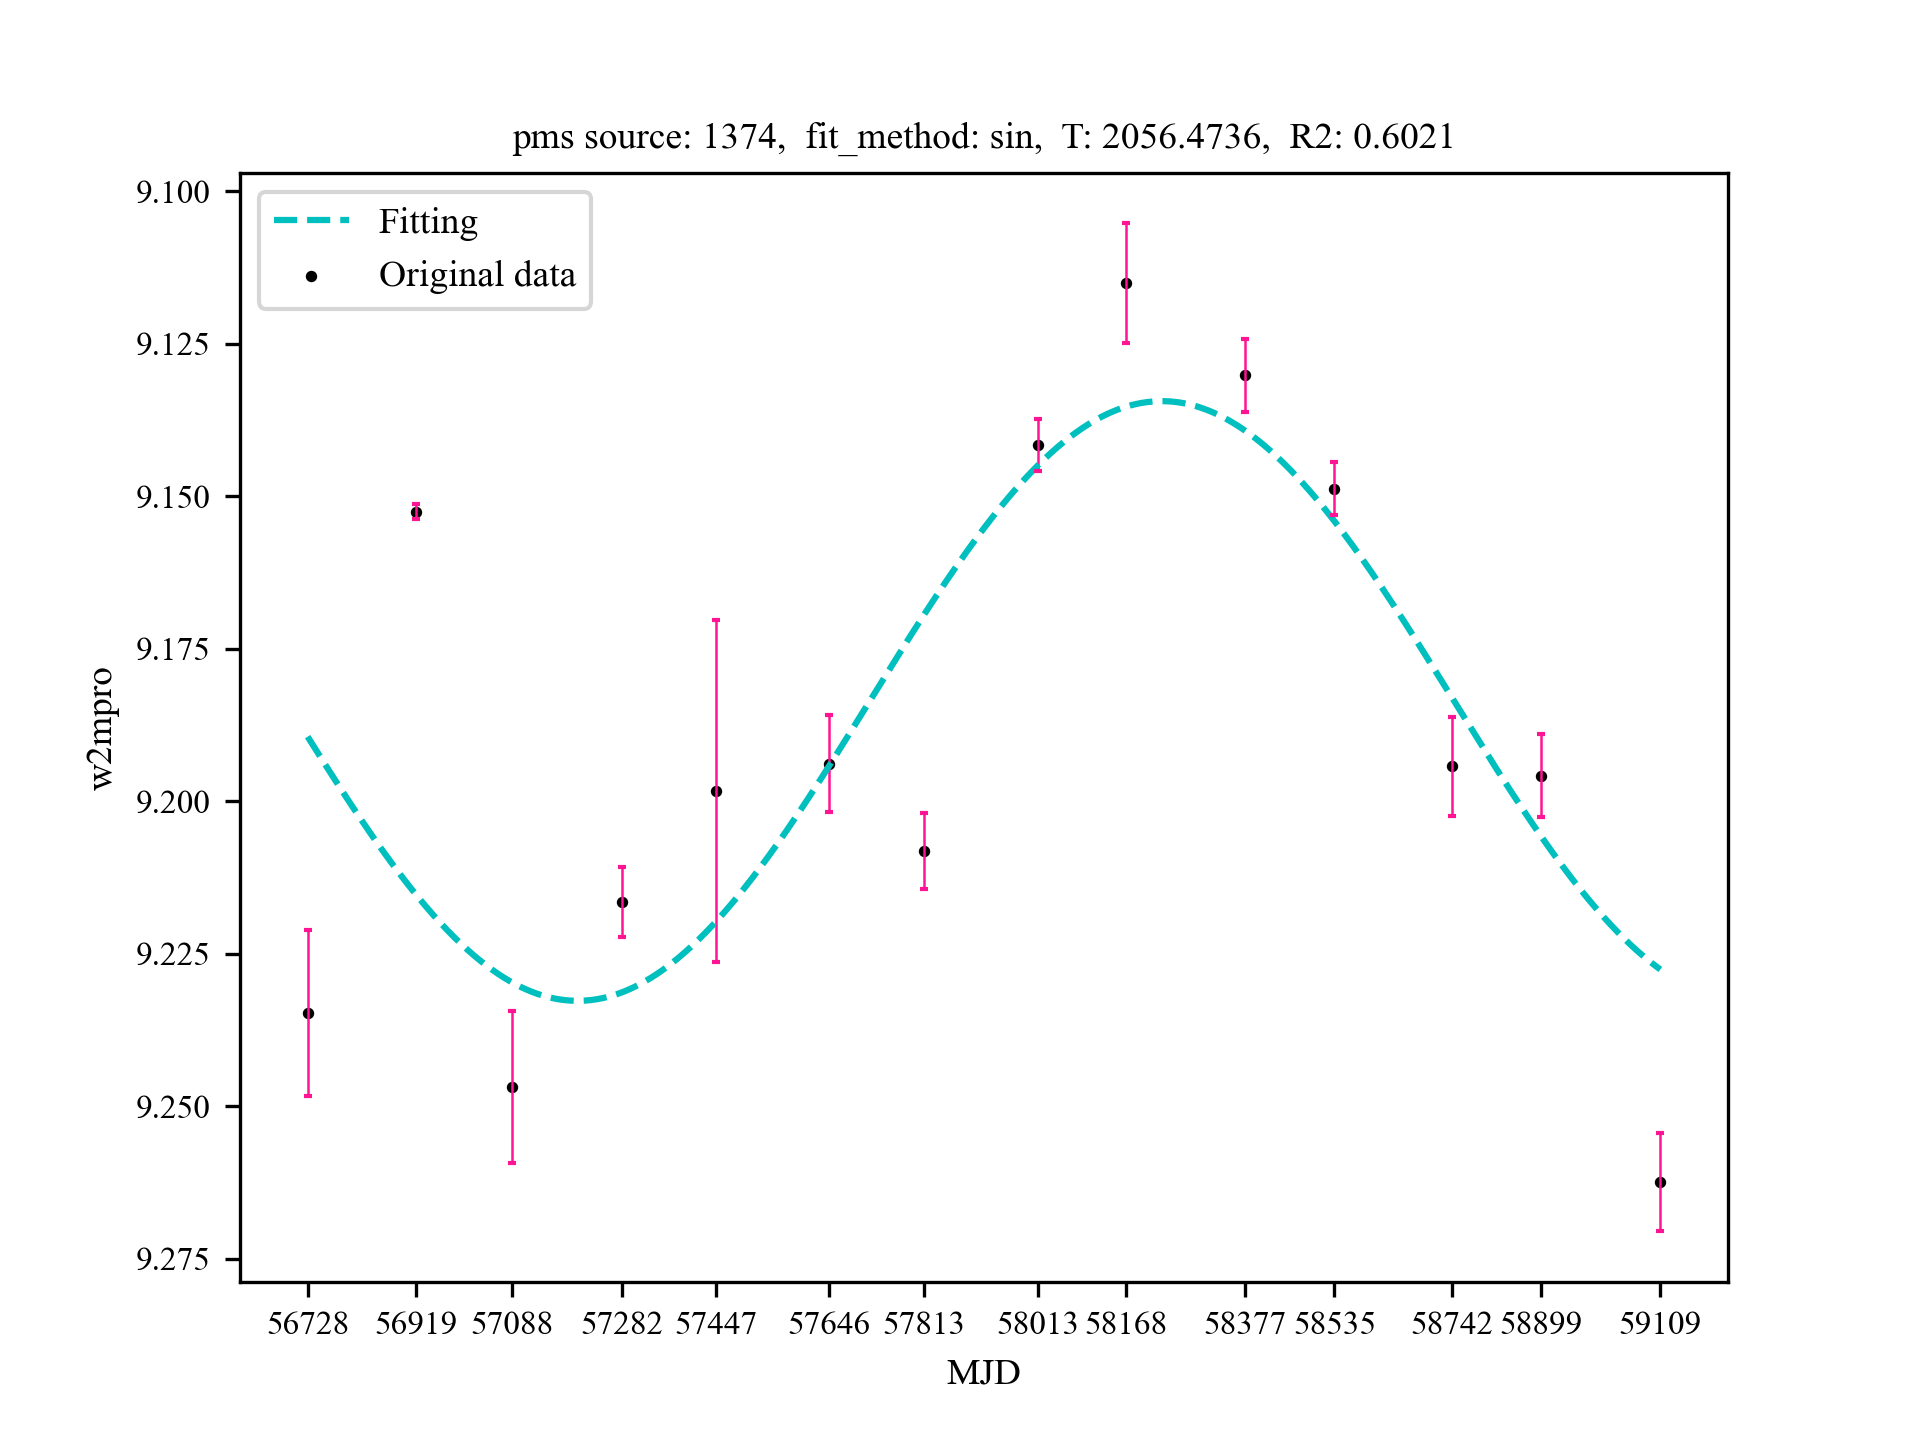 pms source: 1374, fit_method: sin, T: 2056.4736, R2: 0.6021
Fitting
Original data
9.100
9.125
9.150
9.175
9.200
9.225
9.250
9.275
w2mpro
56728 56919 57088 57282 57447 57646 57813 58013 58168 58377 58535 58742 58899 59109
MJD